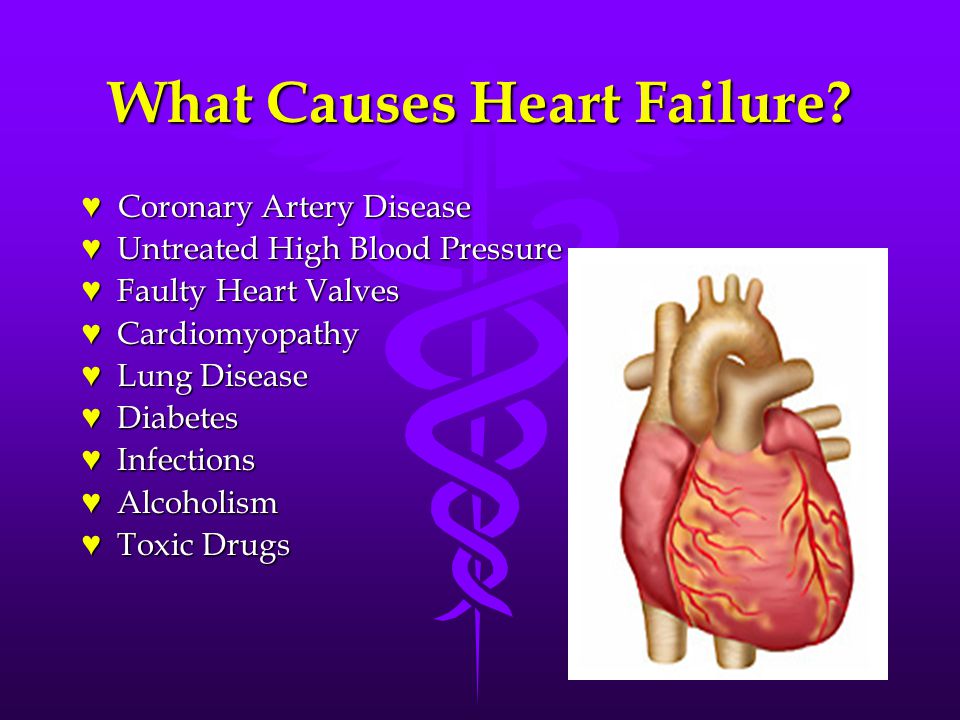 What Causes Heart Failure?
♥ Coronary Artery Disease
♥ Untreated High Blood Pressure
♥ Faulty Heart Valves
♥ Cardiomyopathy
♥ Lung Disease
♥ Diabetes
♥ Infections
♥ Alcoholism
♥ Toxic Drugs